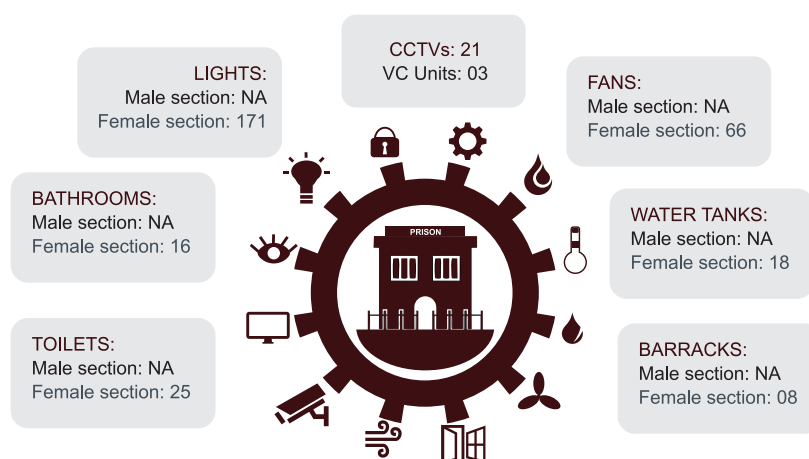 CCTVs: 21
VC Units: 03
LIGHTS:
Male section: NA
Female section: 171
FANS:
Male section: NA
Female section: 66
BATHROOMS:
Male section: NA
Female section: 16
WATER TANKS:
Male section: NA
Female section: 18
PRISON
TOILETS:
Male section: NA
Female section: 25
BARRACKS:
Male section: NA
Female section: 08